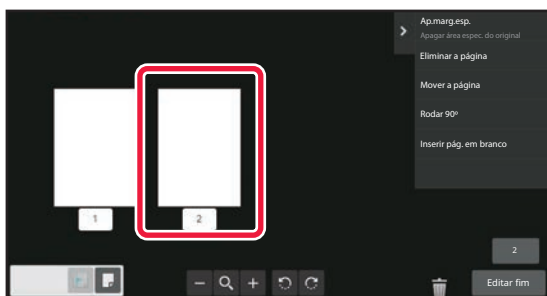 Ap.marg.esp.
Apagar área espec. do original
Eliminar a página
Mover a página
Rodar 90º
Inserir pág. em branco
1
2
2
Editar fim